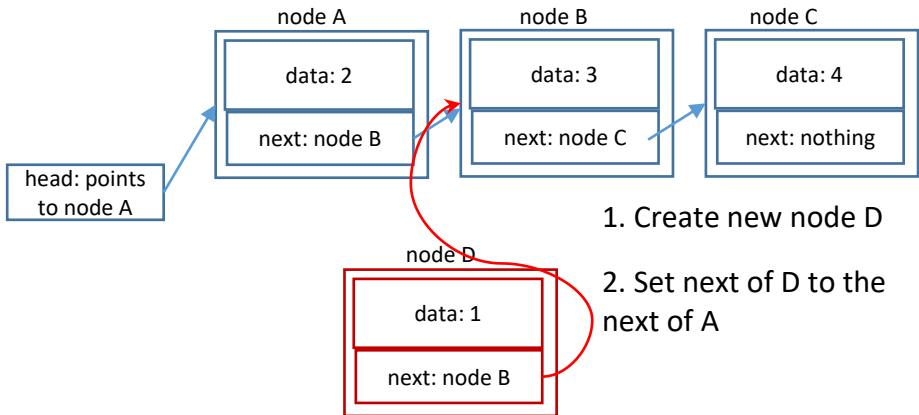 node A
node B
node C
data: 2
data: 3
data: 4
next: node B
next: node C
next: nothing
head: points
to node A
1. Create new node D
node D
2. Set next of D to the
next of A
data: 1
next: node B